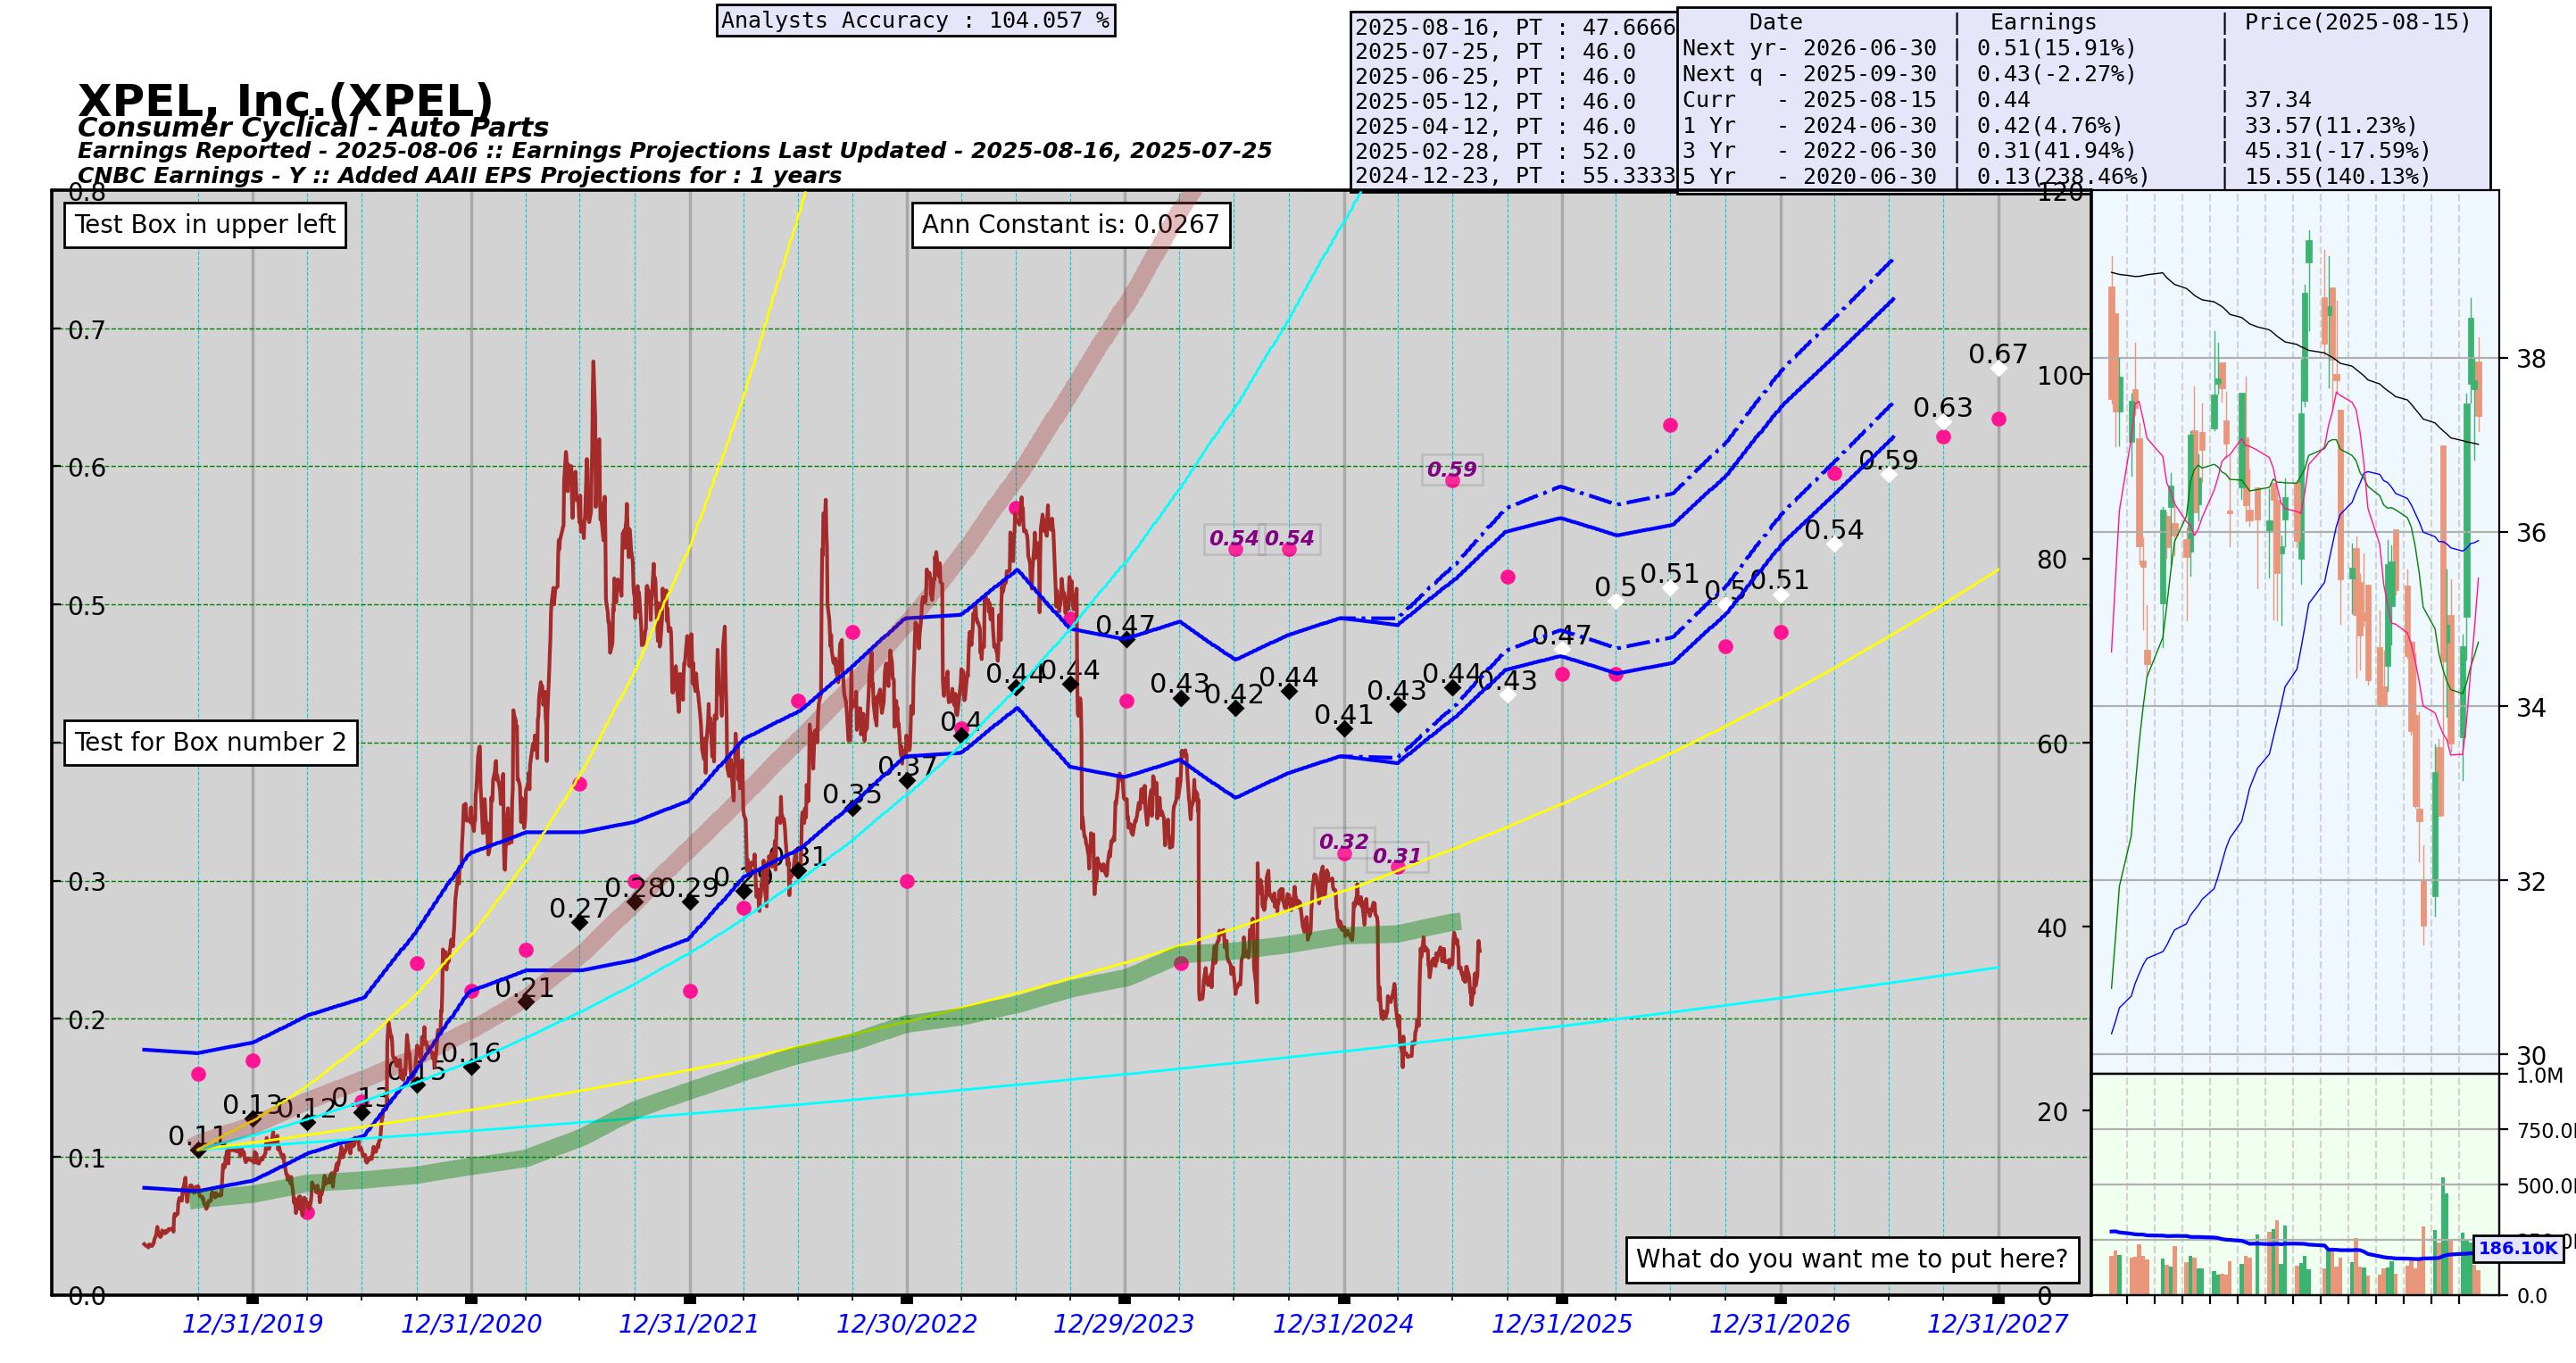 Analysts Accuracy : 104.057 %
2025-08-16, PT : 47.6666
2025-07-25, PT : 46.0
2025-06-25, PT : 46.0
2025-05-12, PT : 46.0
2025-04-12, PT : 46.0
2025-02-28, PT : 52.0
2024-12-23, PT : 55.3333
Date | Earnings | Price(2025-08-15)
Next yr- 2026-06-30 | 0.51(15.91%) |
Next q - 2025-09-30 | 0.43(-2.27%) |
Curr - 2025-08-15 | 0.44 | 37.34
1 Yr - 2024-06-30 | 0.42(4.76%) | 33.57(11.23%)
3 Yr - 2022-06-30 | 0.31(41.94%) | 45.31(-17.59%)
5 Yr - 2020-06-30 | 0.13(238.46%) | 15.55(140.13%)
XPEL, Inc.(XPEL)
Consumer Cyclical - Auto Parts
Earnings Reported - 2025-08-06 :: Earnings Projections Last Updated - 2025-08-16, 2025-07-25
CNBC Earnings - Y :: Added AAII EPS Projections for : 1 years
Test Box in upper left
Ann Constant is: 0.0267
Test for Box number 2
What do you want me to put here?
0.8
0.7
0.6
0.5
0.3
0.2
0.1
0.0
120
100
80
60
40
20
0
0.11
0.13
0.12
0.13
0.15
0.16
0.21
0.27
0.28
0.29
0.31
0.35
0.37
0.4
0.44
0.44
0.47
0.43
0.42
0.44
0.41
0.43
0.44
0.43
0.47
0.5
0.51
0.5
0.51
0.54
0.59
0.63
0.67
0.54
0.54
0.59
0.32
0.31
38
36
34
32
30
1.0M
0.0
186.10K
12/31/2019
12/31/2020
12/31/2021
12/30/2022
12/29/2023
12/31/2024
12/31/2025
12/31/2026
12/31/2027